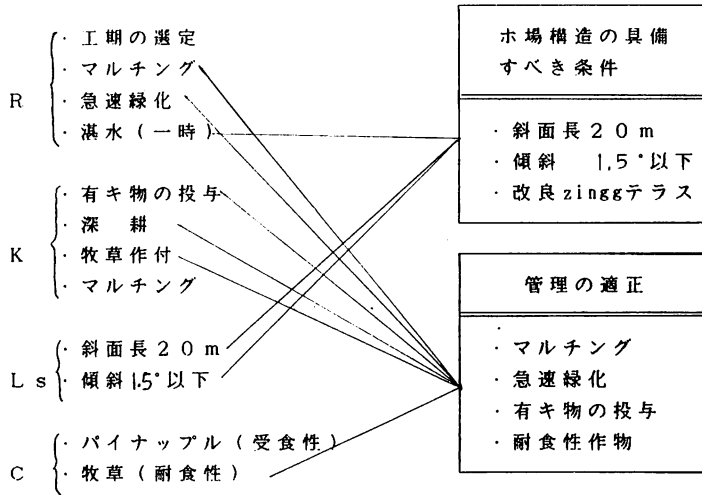 R
・工期の選定
・マルチング
・急速緑化
・湛水(一時)
K
・有キ物の投与
・深耕
・牧草作付
・マルチング
Ls
・斜面長20m
・傾斜1.5°以下
C
・パイナップル(受食性)
・牧草(耐食性)
ホ場構造の具備
すべき条件
・斜面長20m
・傾斜 1.5°以下
・改良zinggテラス
管理の適正
・マルチング
・急速緑化
・有キ物の投与
・耐食性作物